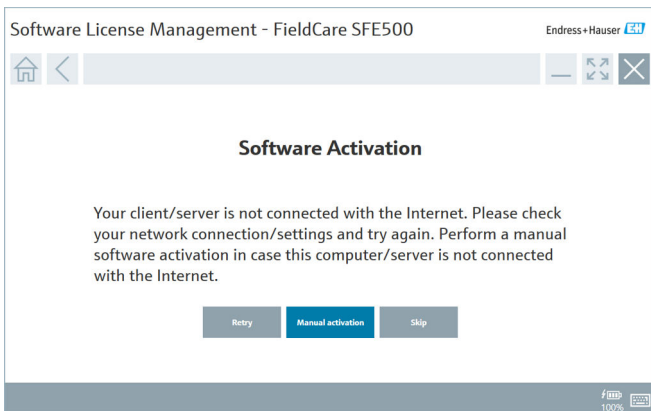 Software License Management - FieldCare SFE500
Endress+Hauser EH
Software Activation
Your client/server is not connected with the Internet. Please check
your network connection/settings and try again. Perform a manual
software activation in case this computer/server is not connected
with the Internet.
Retry Manual activation Skip
100%